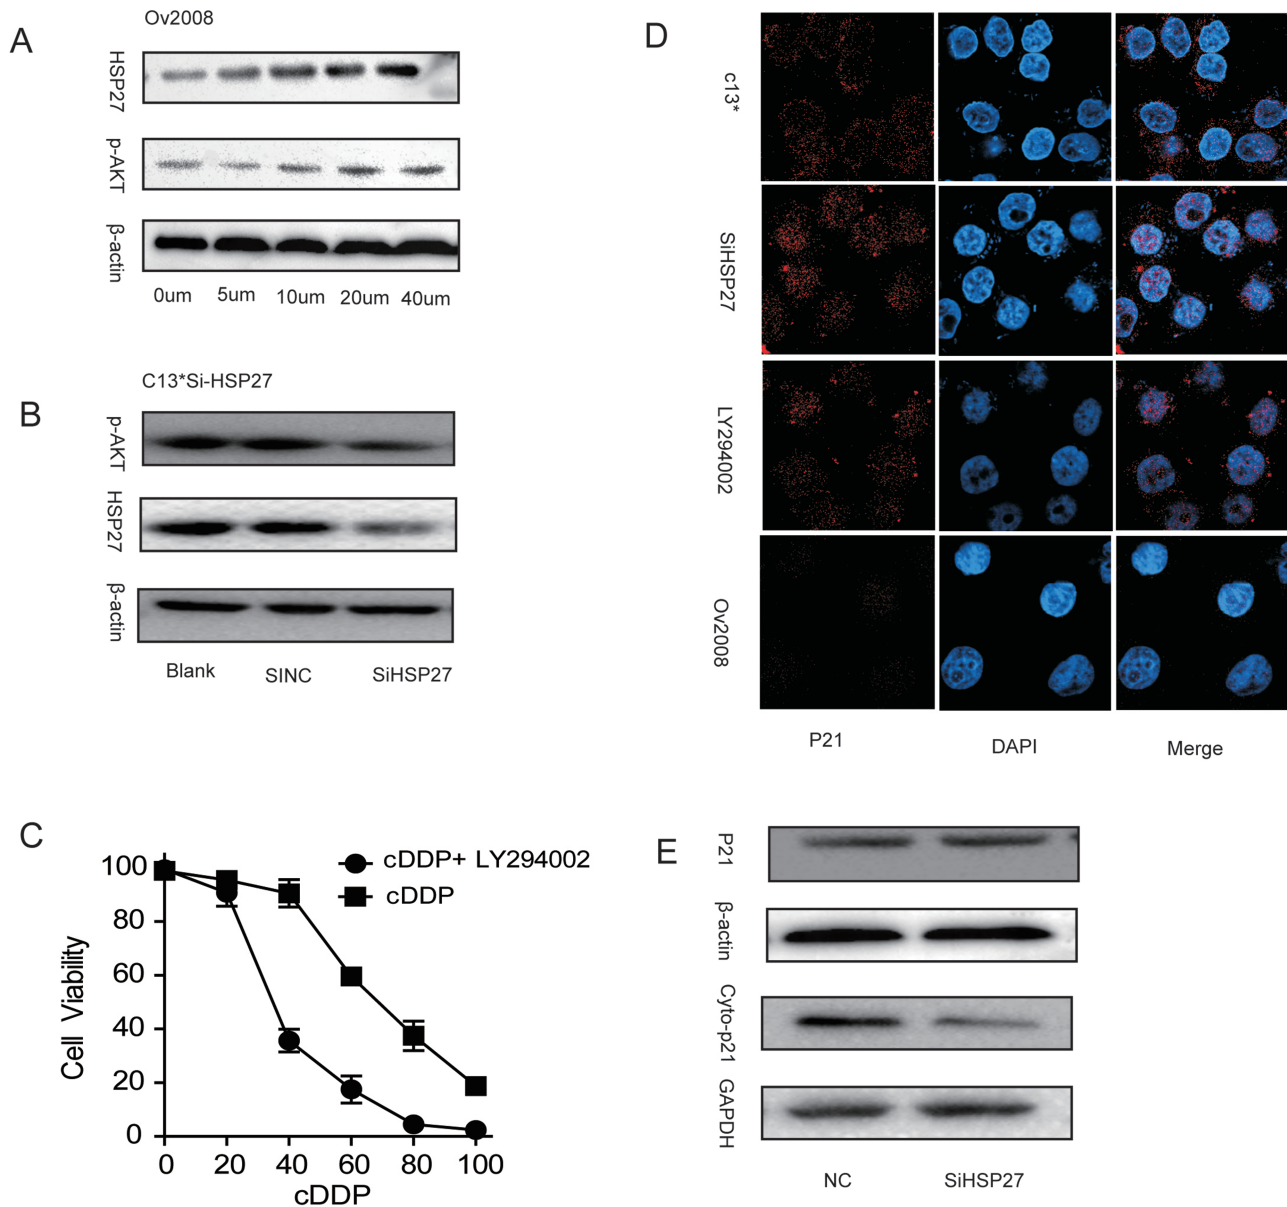 A
Ov2008
HSP27
p-AKT
β-actin
0um 5um 10um 20um 40um
B
C13*Si-HSP27
p-AKT
HSP27
β-actin
Blank SINC SiHSP27
C
cDDP+ LY294002
cDDP
Cell Viability
100
80
60
40
20
0
0 20 40 60 80 100
cDDP
D
c13*
SiHSP27
LY294002
Ov2008
P21 DAPI Merge
E
P21
β-actin
Cyto-p21
GAPDH
NC SiHSP27